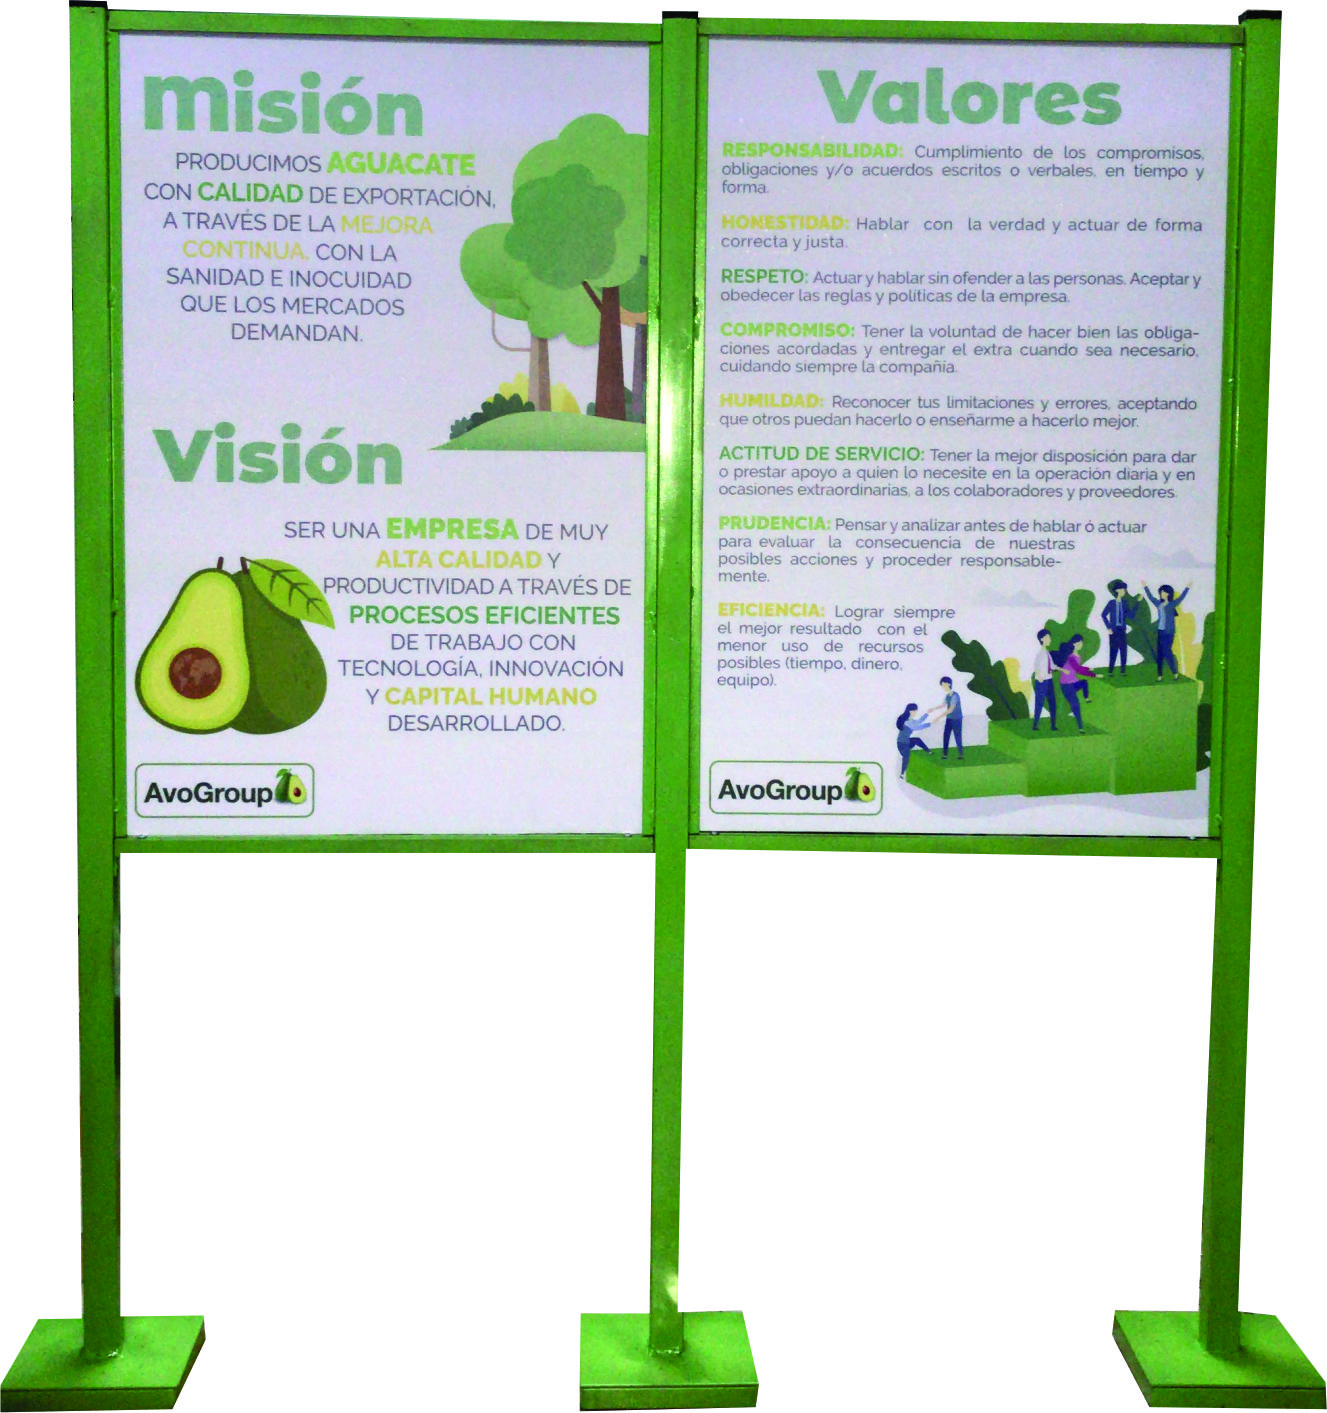 misión
PRODUCIMOS AGUACATE
CON CALIDAD DE EXPORTACIÓN,
A TRAVÉS DE LA MEJORA
CONTINUA, CON LA
SANIDAD E INOCUIDAD
QUE LOS MERCADOS
DEMANDAN.
Visión
SER UNA EMPRESA DE MUY
ALTA CALIDAD Y
PRODUCTIVIDAD A TRAVÉS DE
PROCESOS EFICIENTES
DE TRABAJO CON
TECNOLOGÍA, INNOVACIÓN
Y CAPITAL HUMANO
DESARROLLADO.
AvoGroup
Valores
RESPONSABILIDAD: Cumplimiento de los compromisos,
obligaciones y/o acuerdos escritos o verbales, en tiempo y
forma.
HONESTIDAD: Hablar con la verdad y actuar de forma
correcta y justa.
RESPETO: Actuar y hablar sin ofender a las personas. Aceptar y
obedecer las reglas y políticas de la empresa.
COMPROMISO: Tener la voluntad de hacer bien las obliga-
ciones acordadas y entregar el extra cuando sea necesario,
cuidando siempre la compañía.
HUMILDAD: Reconocer tus limitaciones y errores, aceptando
que otros puedan hacerlo o enseñarme a hacerlo mejor.
ACTITUD DE SERVICIO: Tener la mejor disposición para dar
o prestar apoyo a quien lo necesite en la operación diaria y en
ocasiones extraordinarias, a los colaboradores y proveedores.
PRUDENCIA: Pensar y analizar antes de hablar ó actuar
para evaluar la consecuencia de nuestras
posibles acciones y proceder responsable-
mente.
EFICIENCIA: Lograr siempre
el mejor resultado con el
menor uso de recursos
posibles (tiempo, dinero,
equipo).
AvoGroup